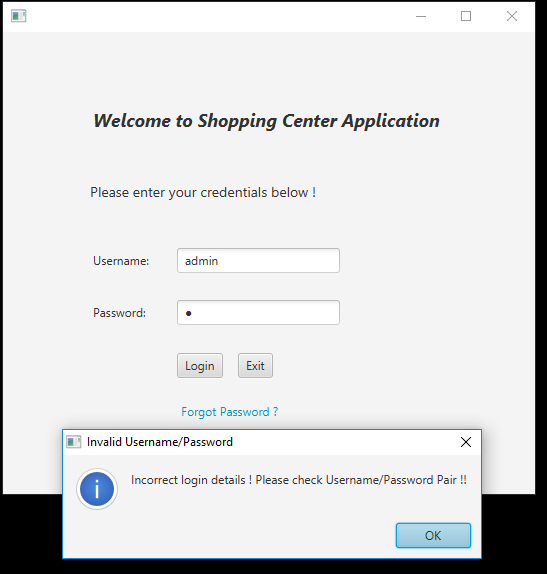 Welcome to Shopping Center Application
Please enter your credentials below !
Username: admin
Password: ●
Login Exit
Forgot Password ?
Invalid Username/Password
Incorrect login details ! Please check Username/Password Pair !!
OK